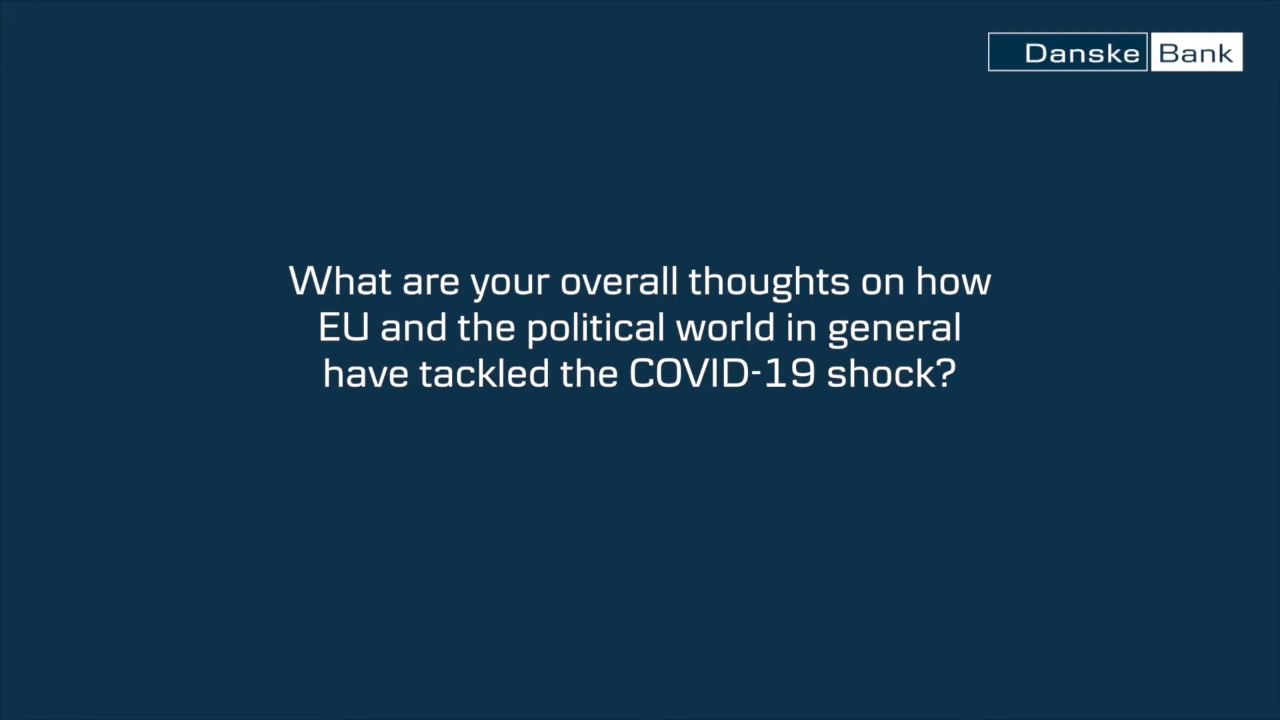 Danske Bank
What are your overall thoughts on how
EU and the political world in general
have tackled the COVID-19 shock?